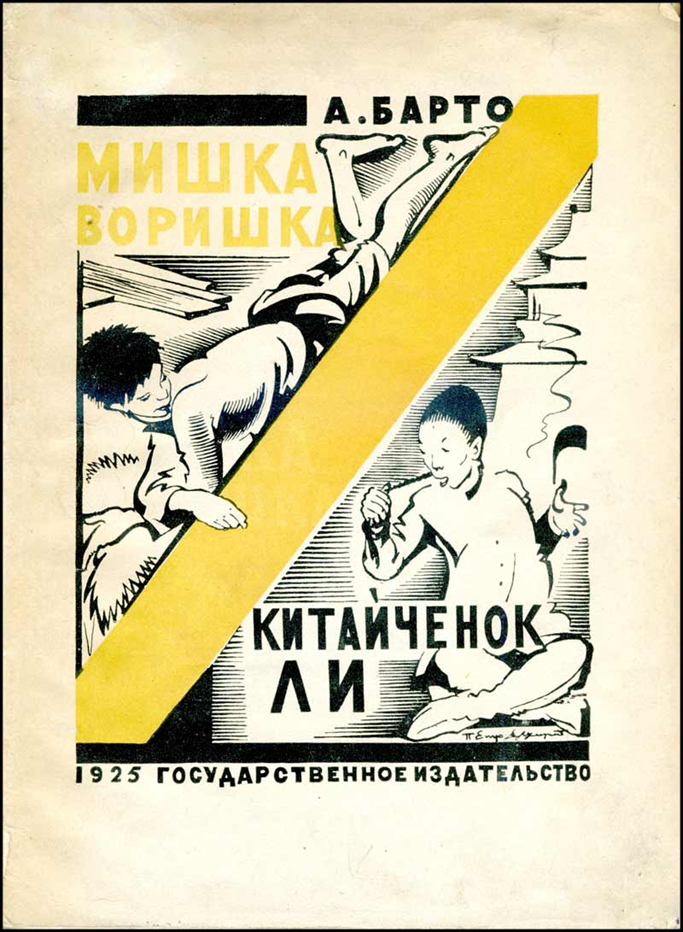 А. БАРТО
МИШКА
ВОРИШКА
КИТАЙЧЕНОК
ЛИ
1925 ГОСУДАРСТВЕННОЕ ИЗДАТЕЛЬСТВО